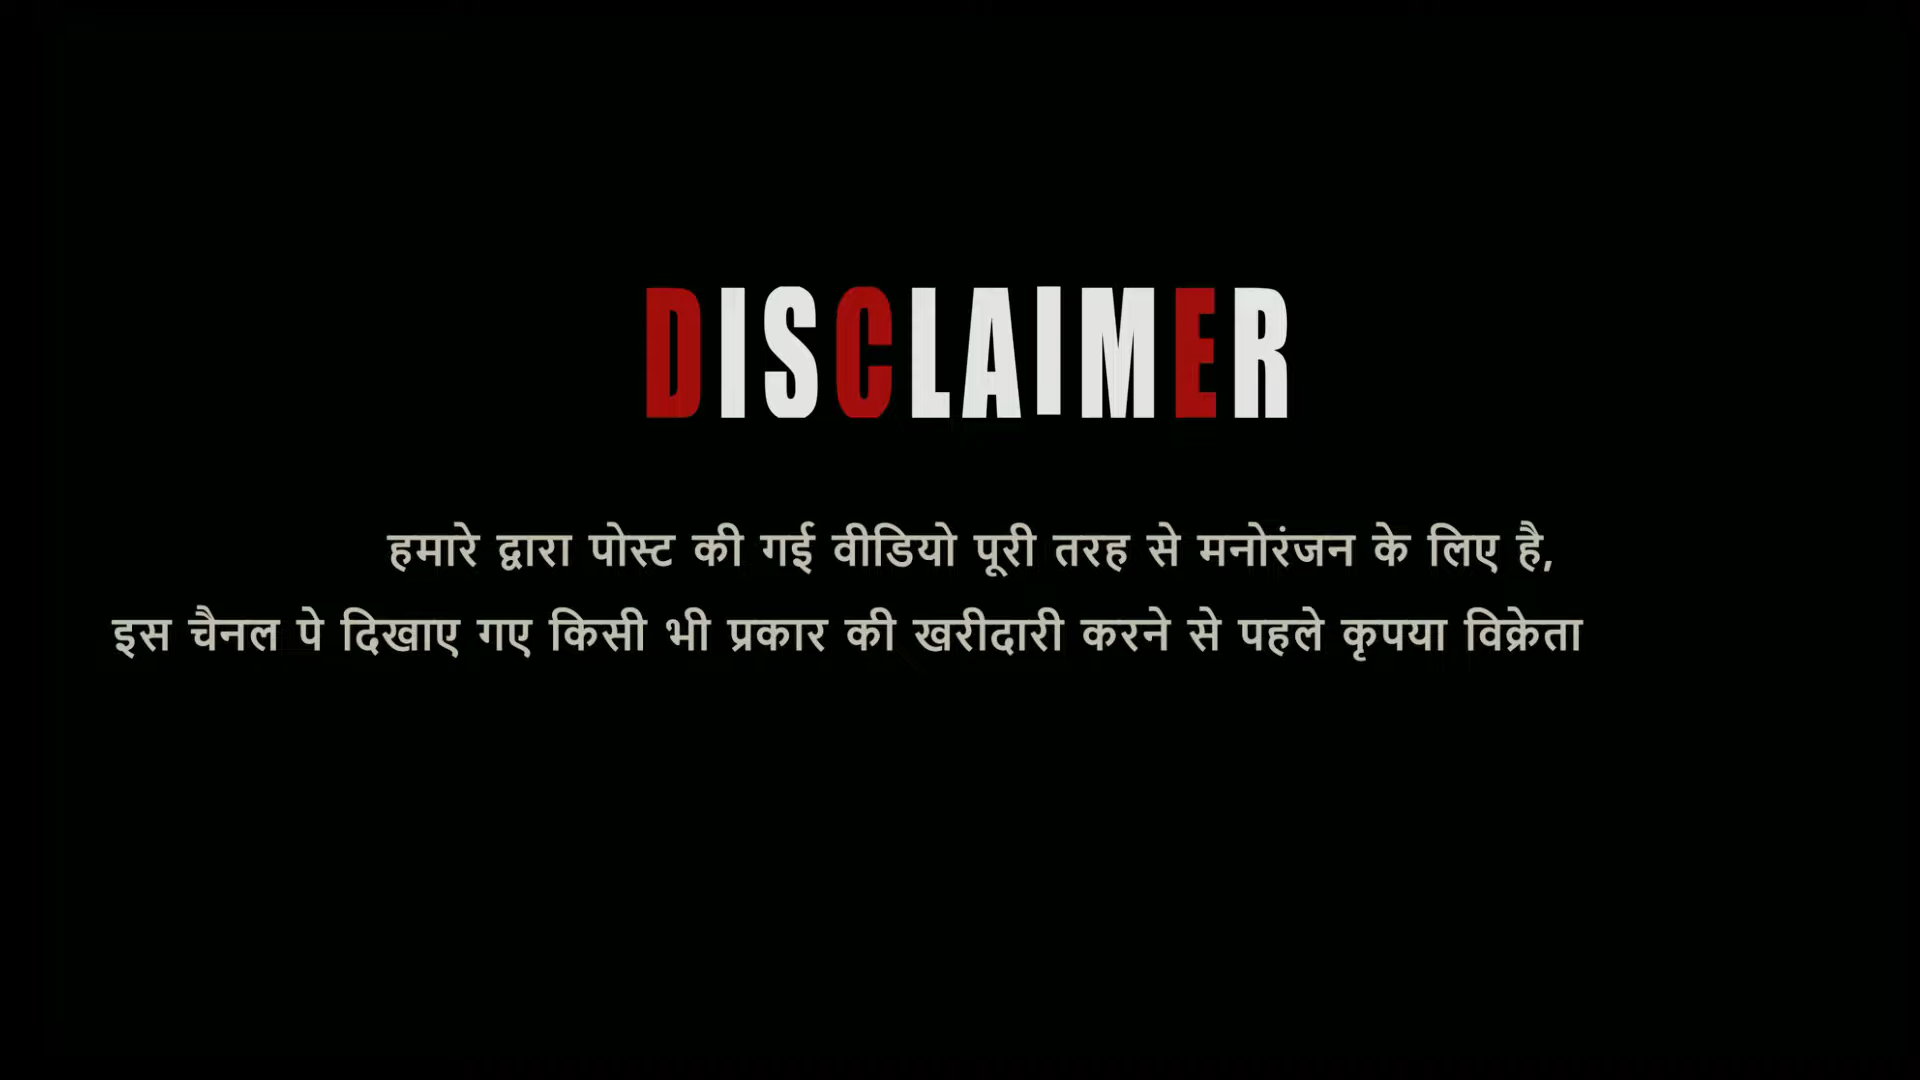 DISCLAIMER
हमारे द्वारा पोस्ट की गई वीडियो पूरी तरह से मनोरंजन के लिए है,
इस चैनल पे दिखाए गए किसी भी प्रकार की खरीदारी करने से पहले कृपया विक्रेता